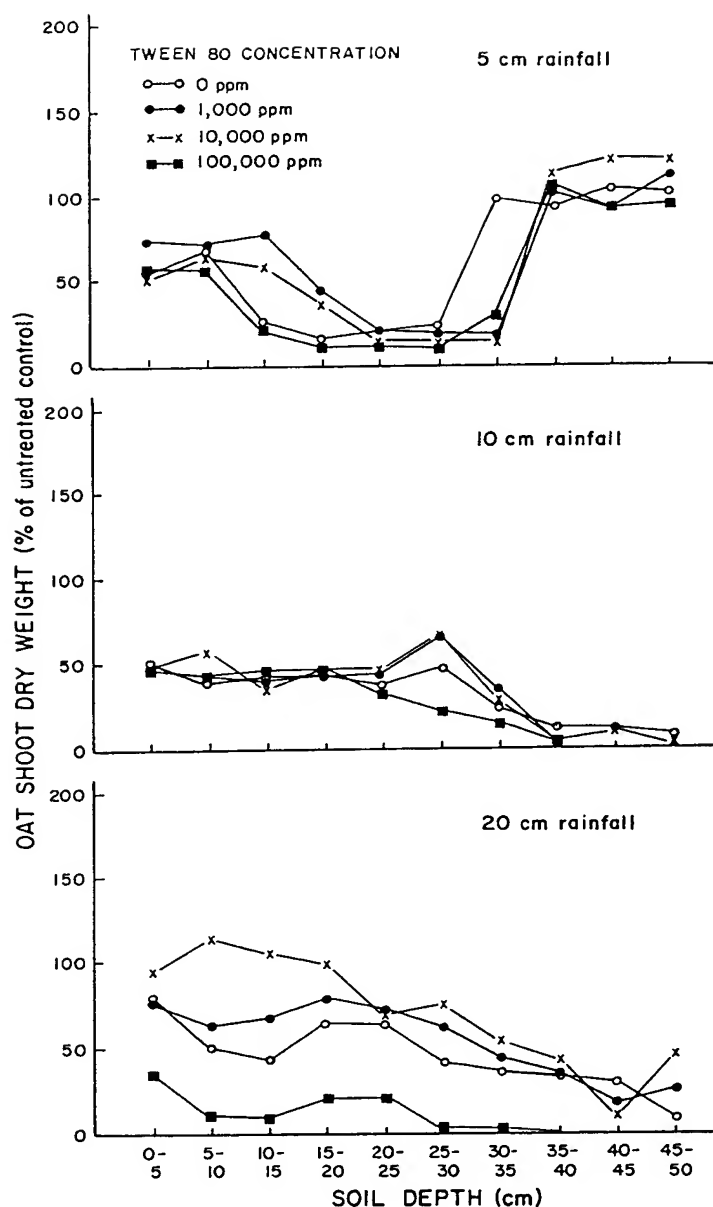 OAT SHOOT DRY WEIGHT (% of untreated control)
200
150
100
50
0
TWEEN 80 CONCENTRATION
0 ppm
1,000 ppm
10,000 ppm
100,000 ppm
5 cm rainfall
200
150
100
50
0
10 cm rainfall
200
150
100
50
0
20 cm rainfall
0-5
5-10
10-15
15-20
20-25
25-30
30-35
35-40
40-45
45-50
SOIL DEPTH (cm)